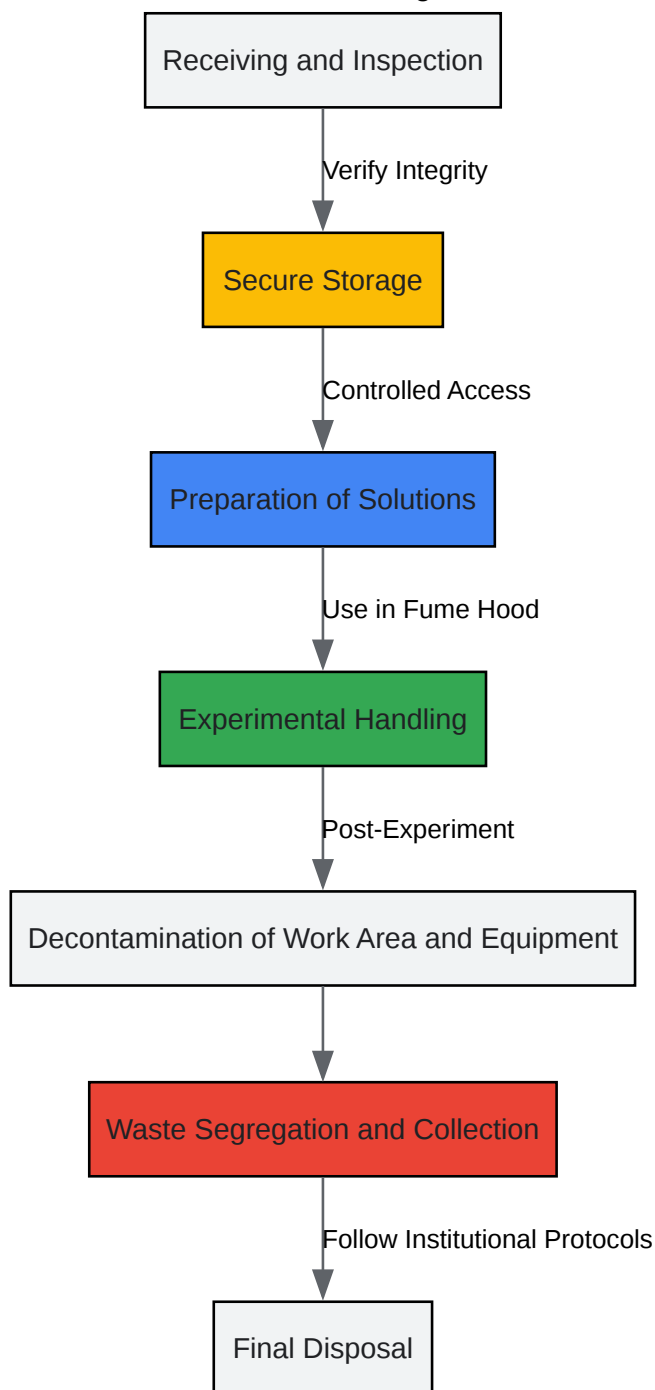 Receiving and Inspection
Verify Integrity
Secure Storage
Controlled Access
Preparation of Solutions
Use in Fume Hood
Experimental Handling
Post-Experiment
Decontamination of Work Area and Equipment
Waste Segregation and Collection
Follow Institutional Protocols
Final Disposal